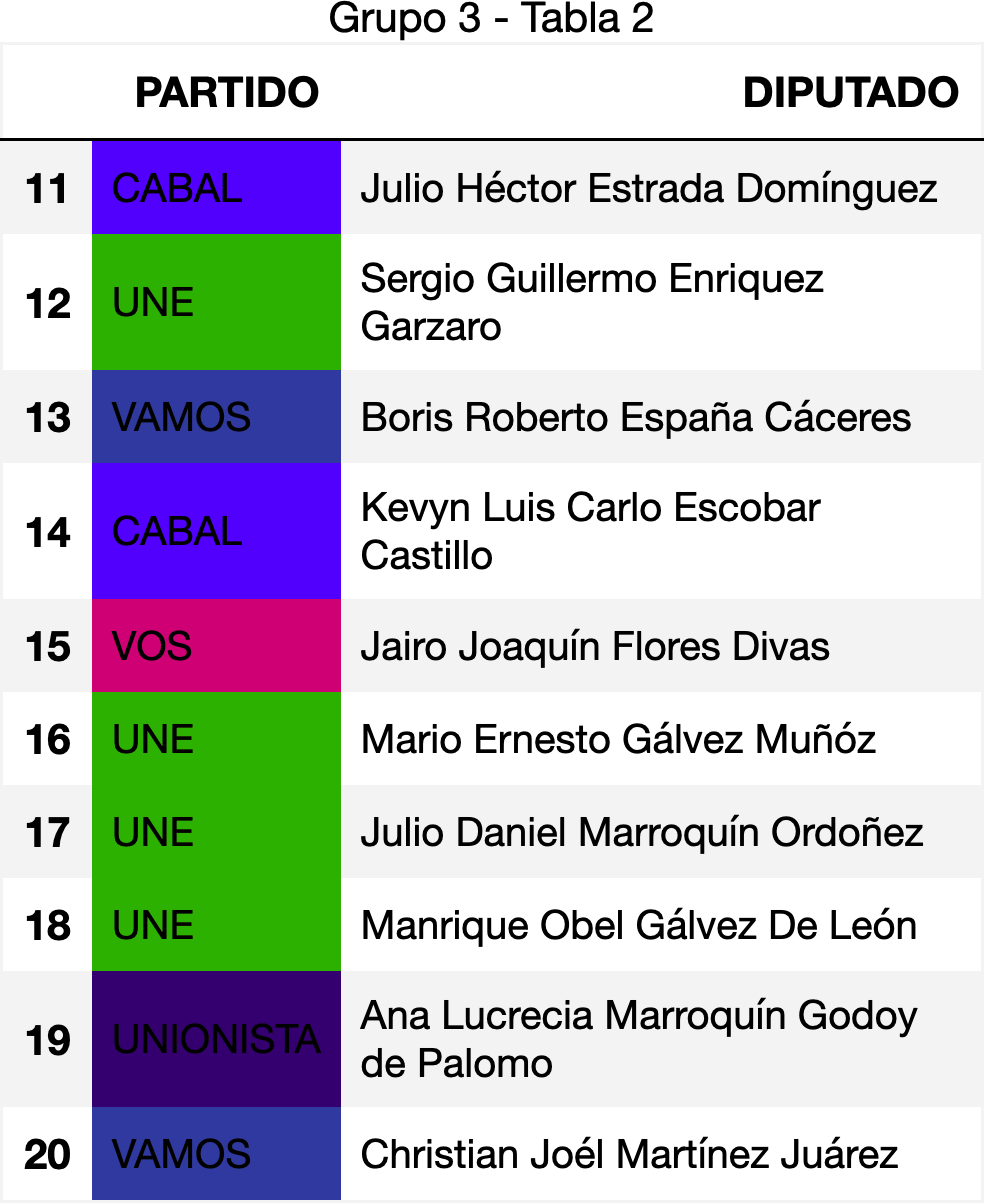 Grupo 3 - Tabla 2
PARTIDO DIPUTADO
11 CABAL Julio Héctor Estrada Domínguez
12 UNE Sergio Guillermo Enriquez
Garzaro
13 VAMOS Boris Roberto España Cáceres
14 CABAL Kevyn Luis Carlo Escobar
Castillo
15 VOS Jairo Joaquín Flores Divas
16 UNE Mario Ernesto Gálvez Muñóz
17 UNE Julio Daniel Marroquín Ordoñez
18 UNE Manrique Obel Gálvez De León
19 UNIONISTA Ana Lucrecia Marroquín Godoy
de Palomo
20 VAMOS Christian Joél Martínez Juárez